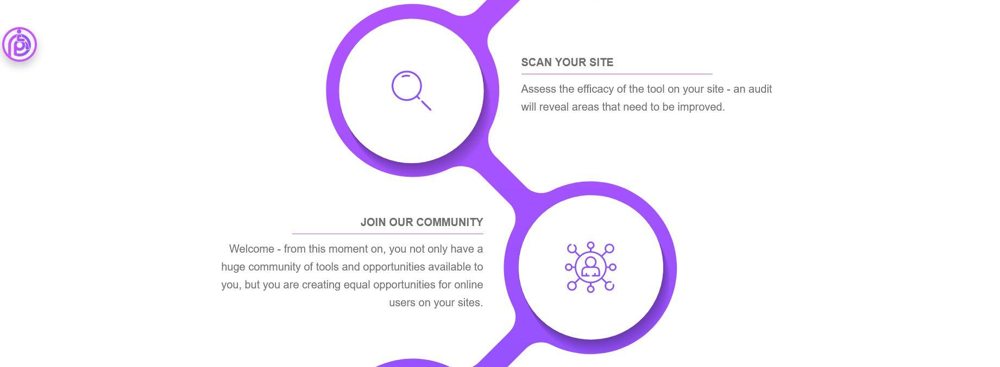 SCAN YOUR SITE
Assess the efficacy of the tool on your site - an audit
will reveal areas that need to be improved.
JOIN OUR COMMUNITY
Welcome - from this moment on, you not only have a
huge community of tools and opportunities available to
you, but you are creating equal opportunities for online
users on your sites.